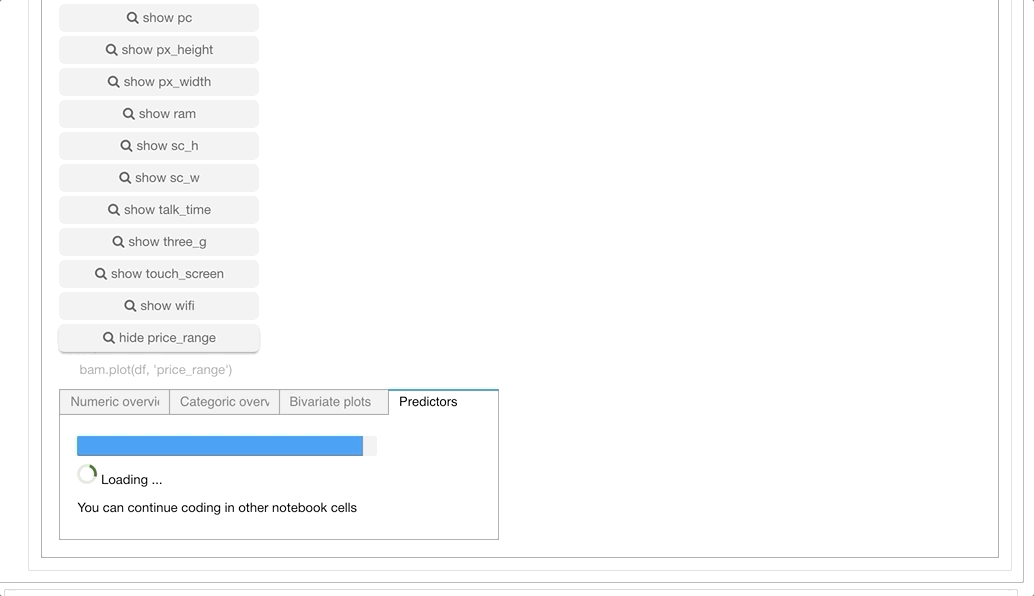 show pc
show px_height
show px_width
show ram
show sc_h
show sc_w
show talk_time
show three_g
show touch_screen
show wifi
hide price_range
bam.plot(df, 'price_range')
Numeric overvi Categoric overv Bivariate plots Predictors
Loading ...
You can continue coding in other notebook cells